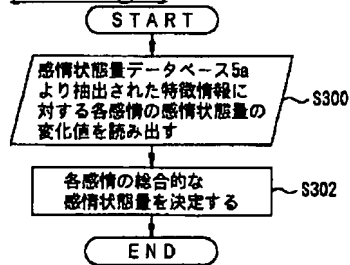 START
感情状態量データベース5a
より抽出された特徴情報に
対する各感情の感情状態量の
変化値を読み出す
S300
各感情の総合的な
感情状態量を決定する
S302
END